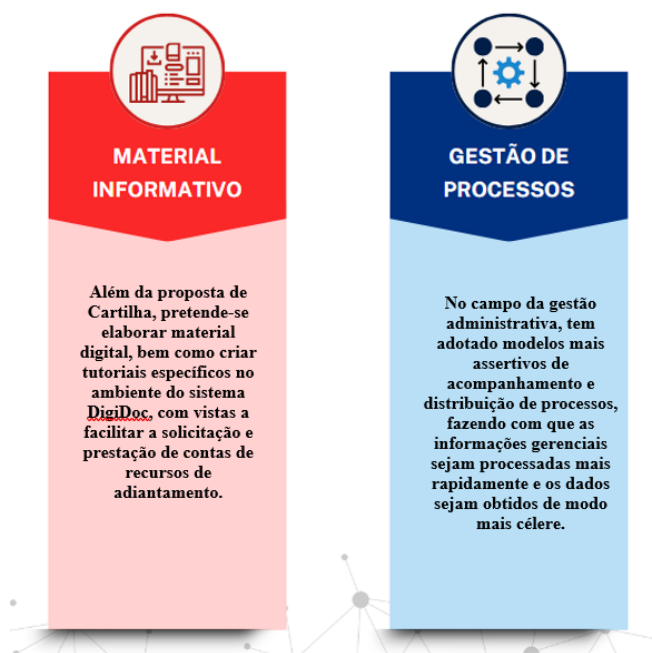 MATERIAL
INFORMATIVO
Além da proposta de
Cartilha, pretende-se
elaborar material
digital, bem como criar
tutoriais específicos no
ambiente do sistema
DigiDoc, com vistas a
facilitar a solicitação e
prestação de contas de
recursos de
adiantamento.
GESTÃO DE
PROCESSOS
No campo da gestão
administrativa, tem
adotado modelos mais
assertivos de
acompanhamento e
distribuição de processos,
fazendo com que as
informações gerenciais
sejam processadas mais
rapidamente e os dados
sejam obtidos de modo
mais célere.